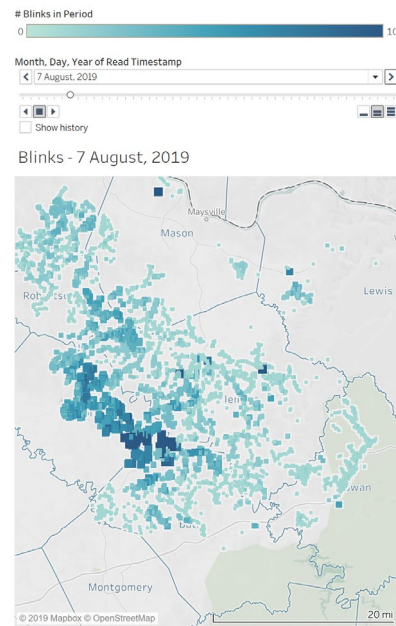 # Blinks in Period
0
10
Month, Day, Year of Read Timestamp
7 August, 2019
Show history
Blinks - 7 August, 2019
Maysville
Mason
Lewis
Montgomery
© 2019 Mapbox © OpenStreetMap
20 mi